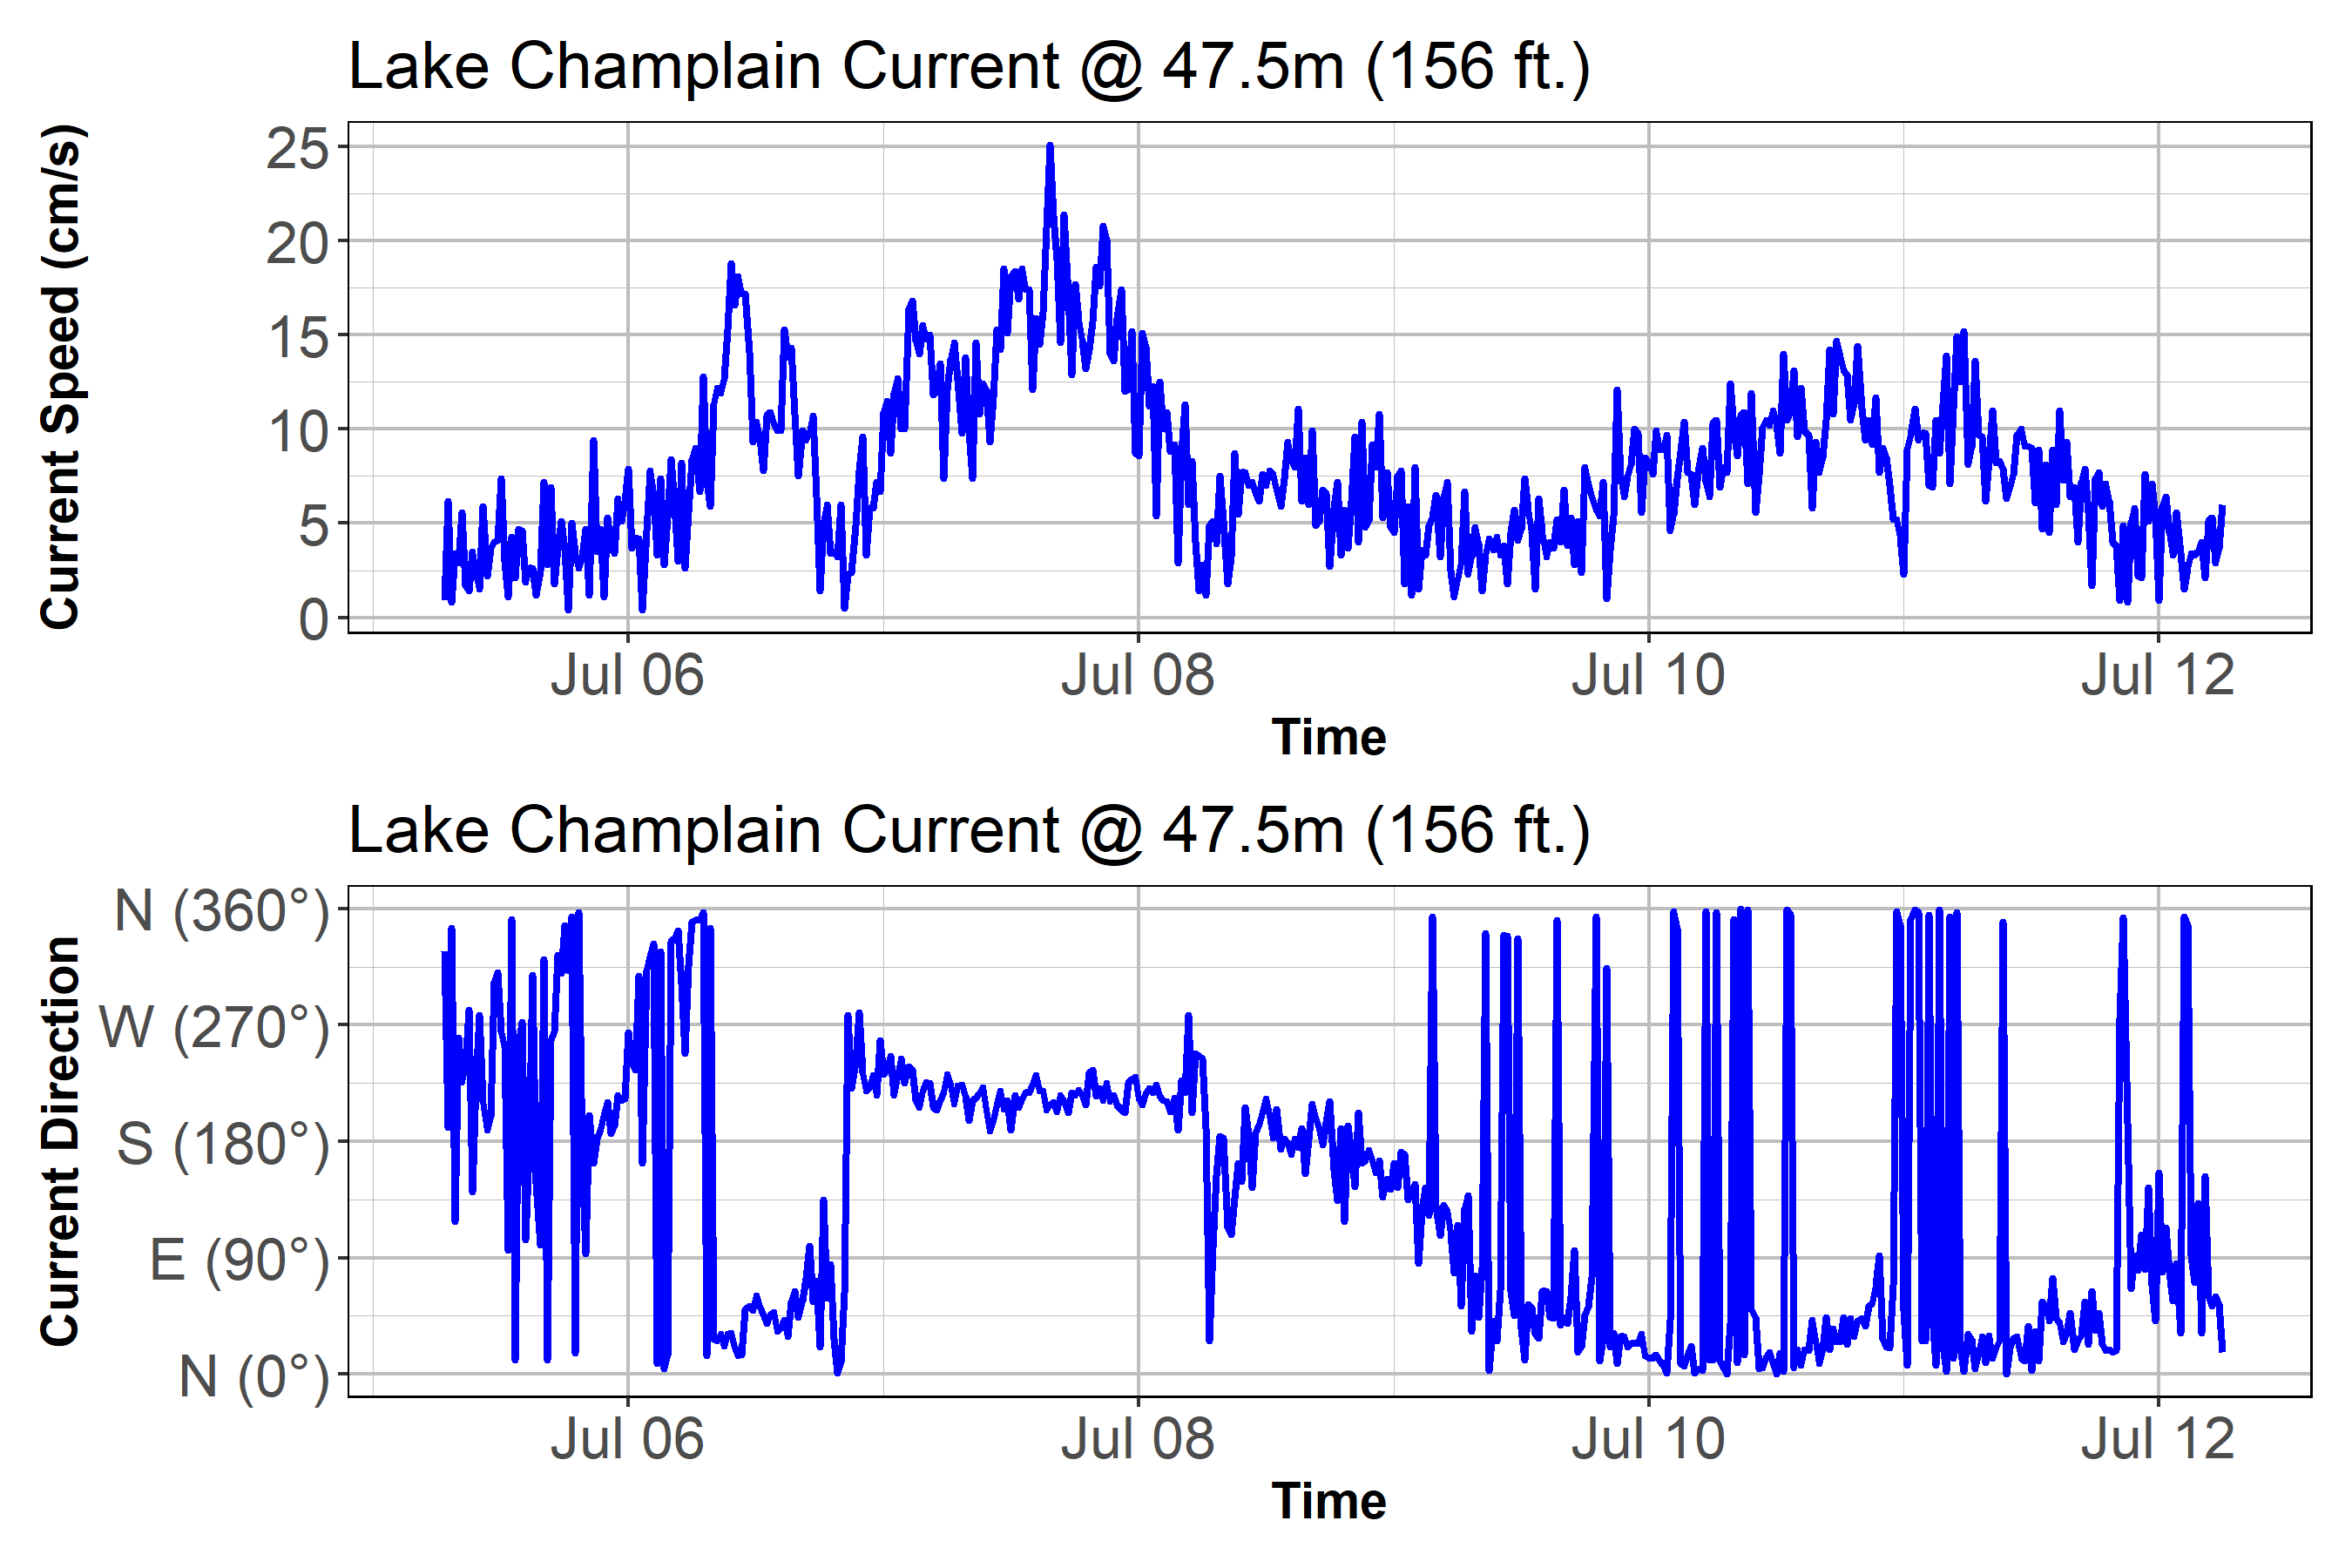 Lake Champlain Current @ 47.5m (156 ft.)
Current Speed (cm/s)
25
20
15
10
5
0
Jul 06
Jul 08
Jul 10
Jul 12
Time
Lake Champlain Current @ 47.5m (156 ft.)
Current Direction
N (360°)
W (270°)
S (180°)
E (90°)
N (0°)
Jul 06
Jul 08
Jul 10
Jul 12
Time